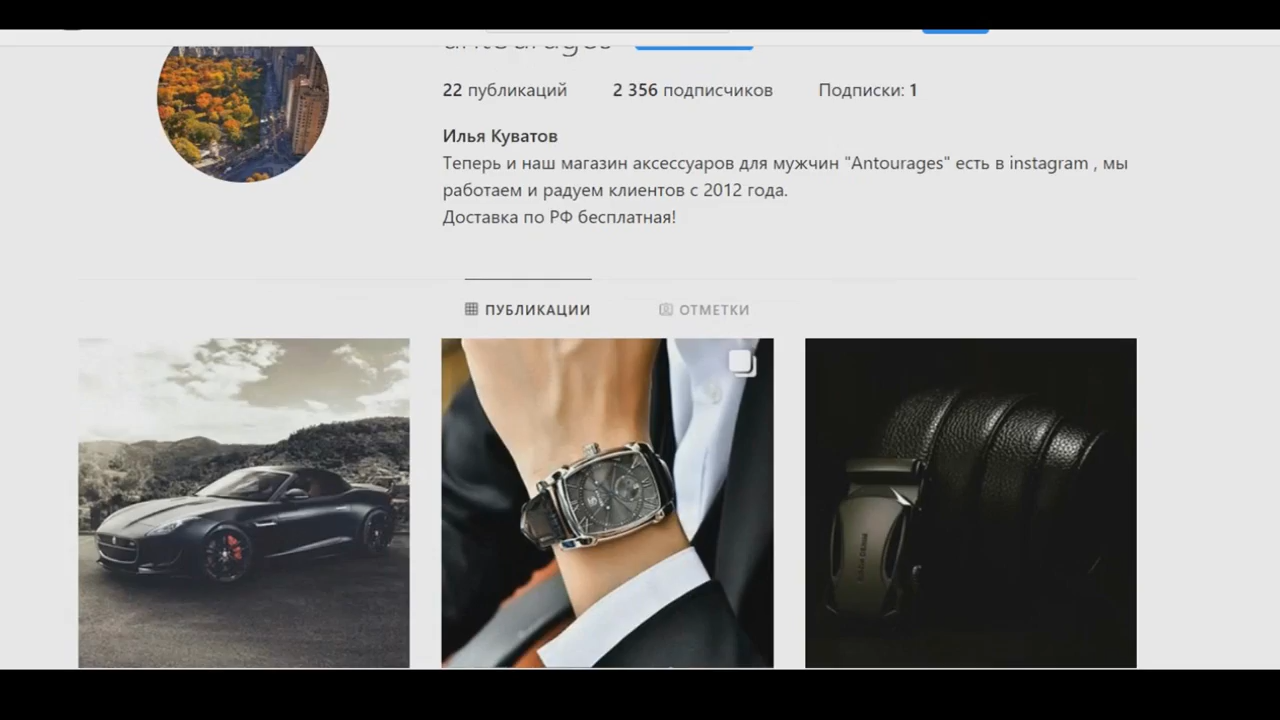 22 публикаций 2 356 подписчиков Подписки: 1
Илья Куватов
Теперь и наш магазин аксессуаров для мужчин "Antourages" есть в instagram , мы
работаем и радуем клиентов с 2012 года.
Доставка по РФ бесплатная!
ПУБЛИКАЦИИ ОТМЕТКИ